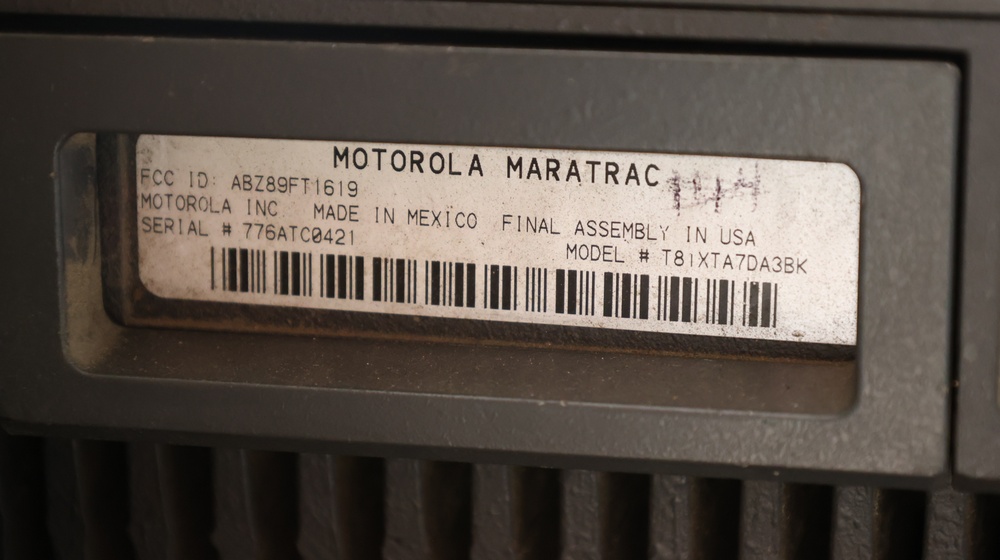 MOTOROLA MARATRAC
FCC ID: ABZ89FT1619
MOTOROLA INC MADE IN MEXICO FINAL ASSEMBLY IN USA
SERIAL # 776ATC0421
MODEL # T81XTA7DA3BK